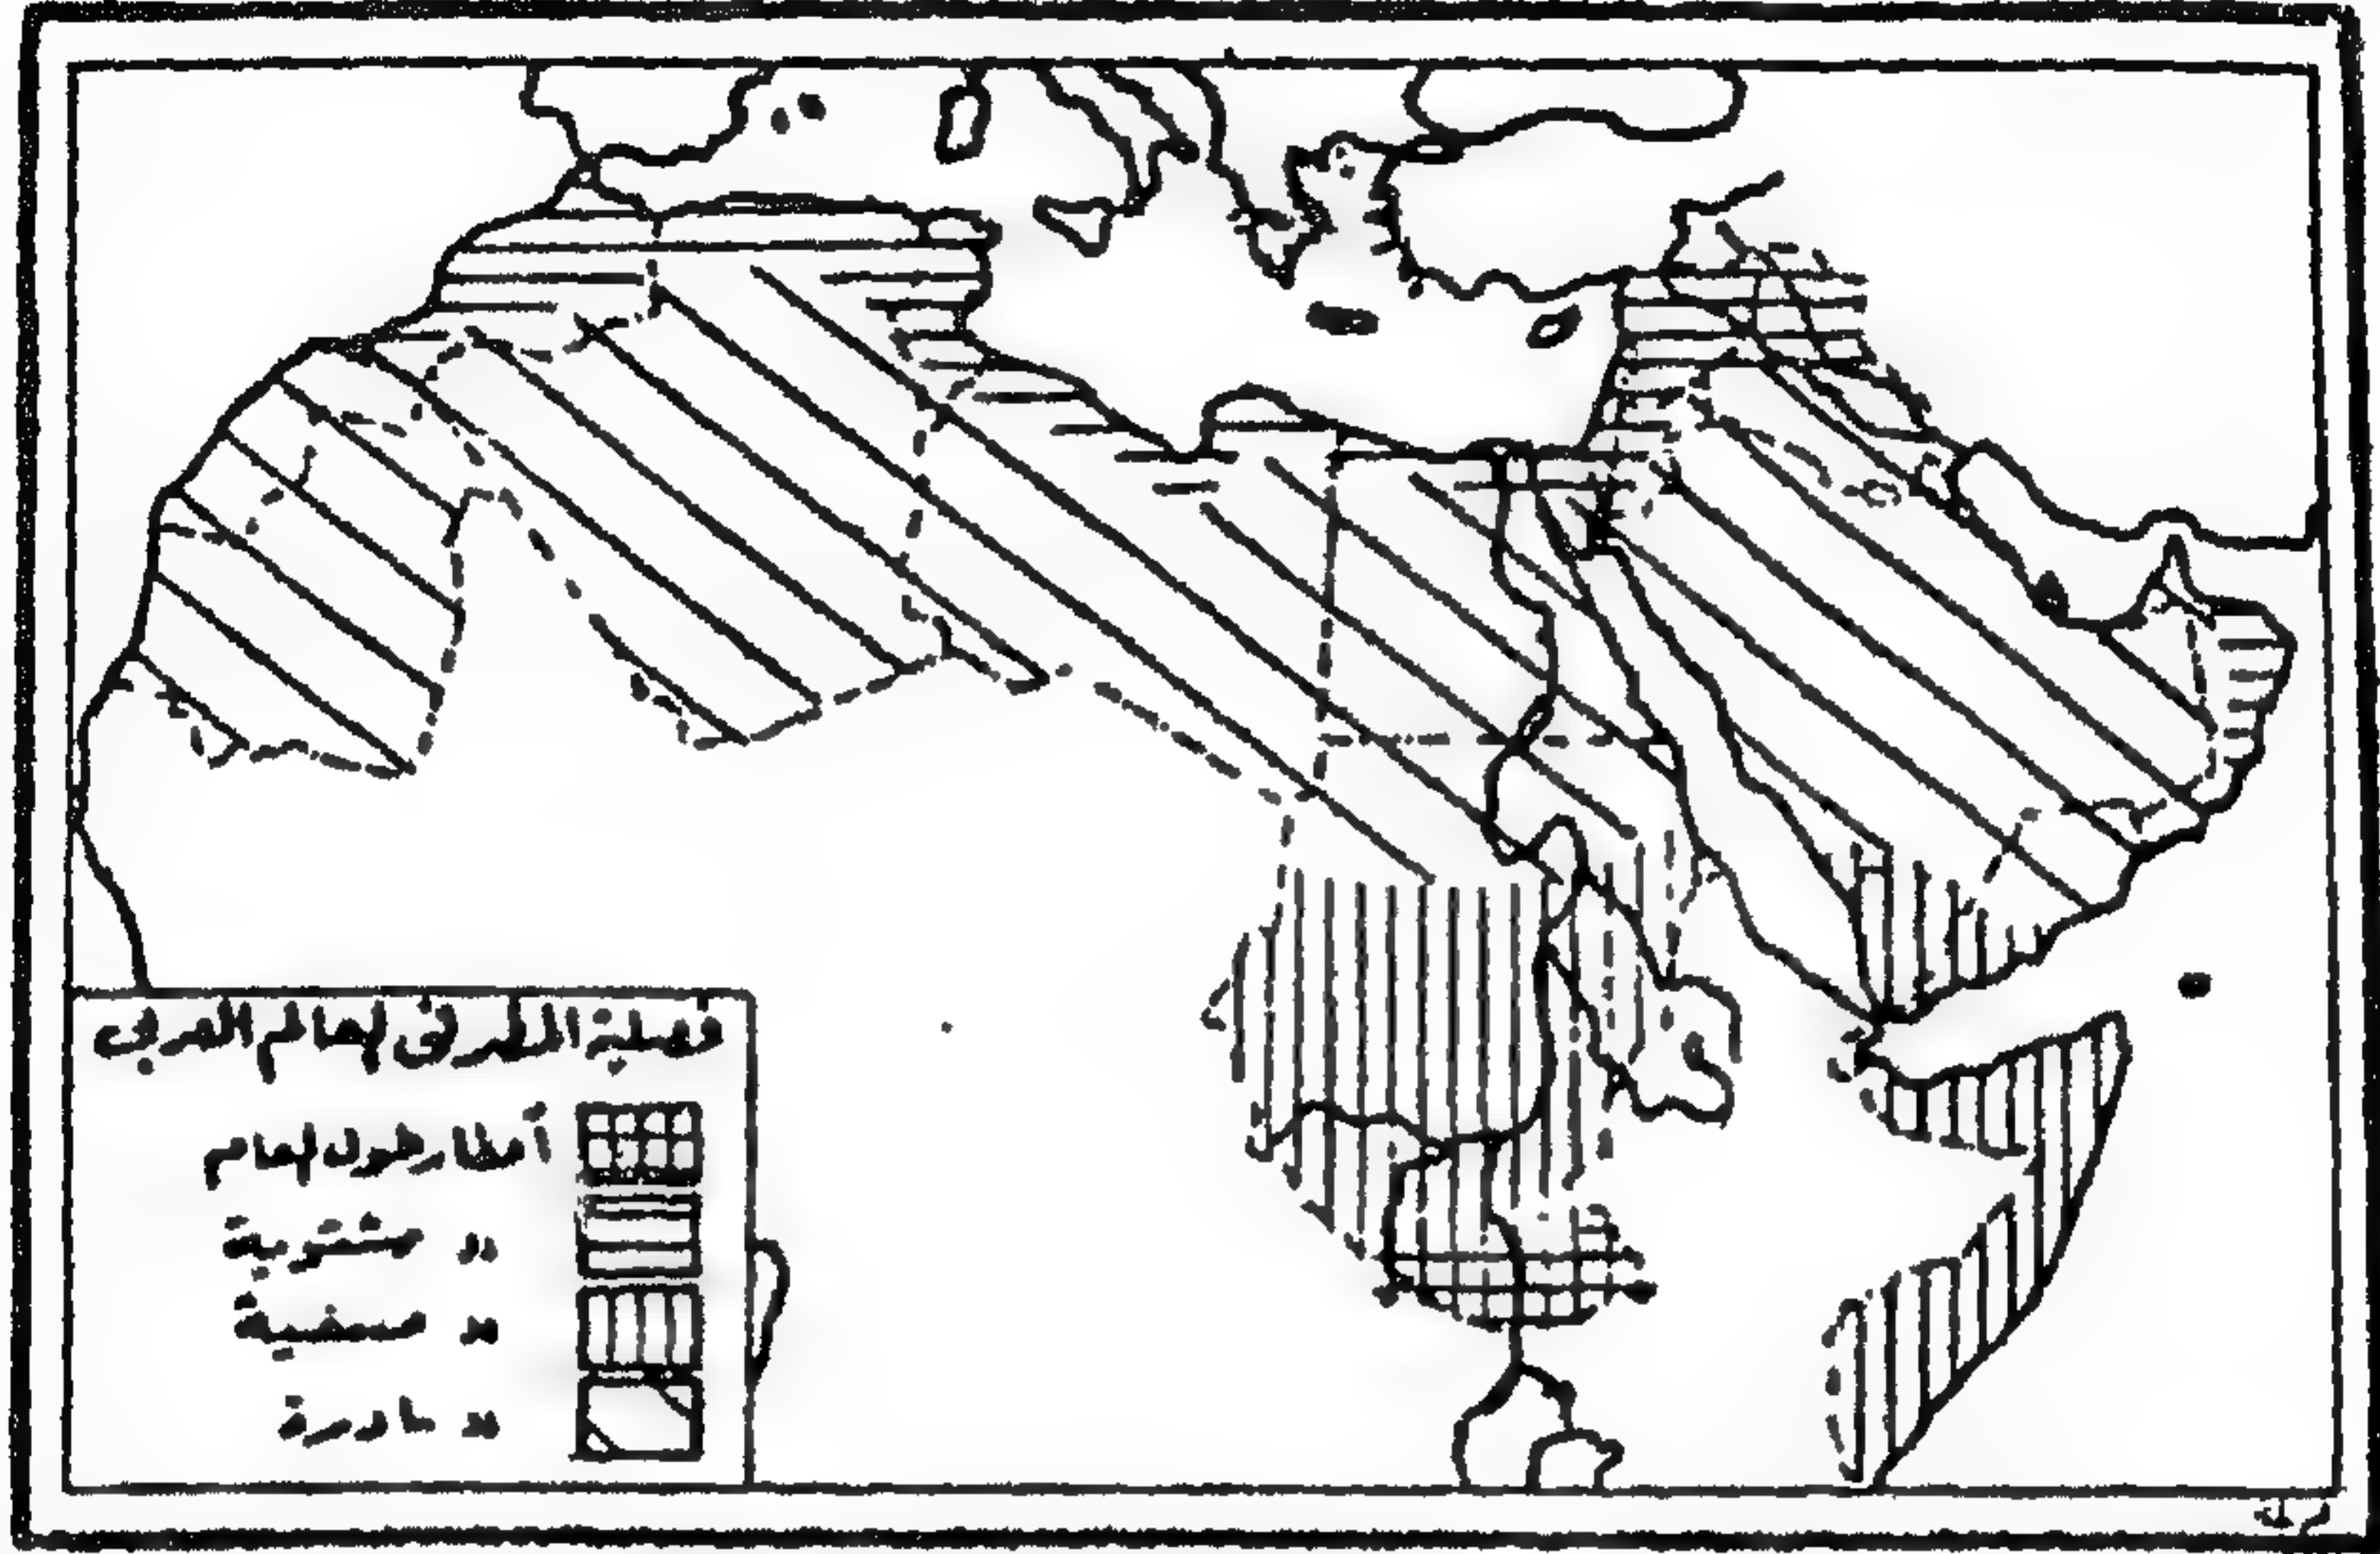 فصلية المطر في العالم العربي
أمطار طول العام
〃 شتوية
〃 صيفية
〃 نادرة